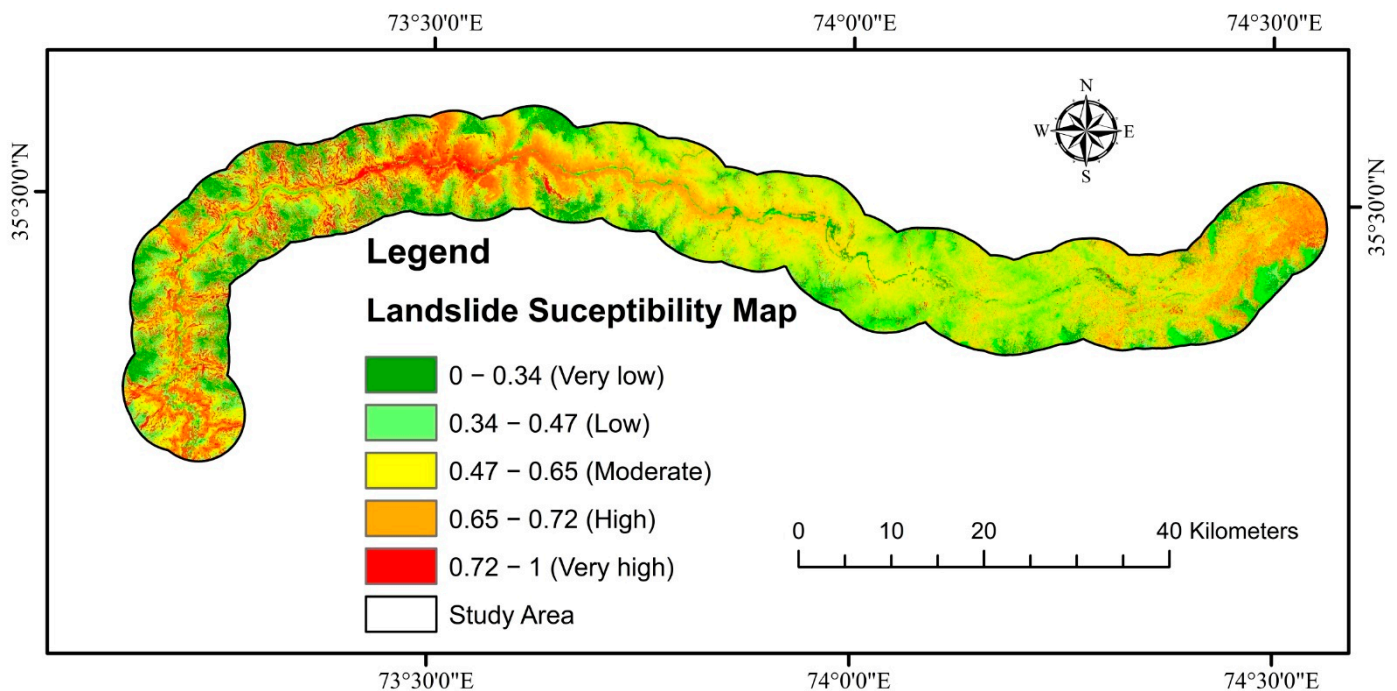 73°30'0"E
74°0'0"E
74°30'0"E
N
W
E
S
35°30'0"N
35°30'0"N
Legend
Landslide Suceptibility Map
0 − 0.34 (Very low)
0.34 − 0.47 (Low)
0.47 − 0.65 (Moderate)
0.65 − 0.72 (High)
0.72 − 1 (Very high)
Study Area
0 10 20 40 Kilometers
73°30'0"E
74°0'0"E
74°30'0"E